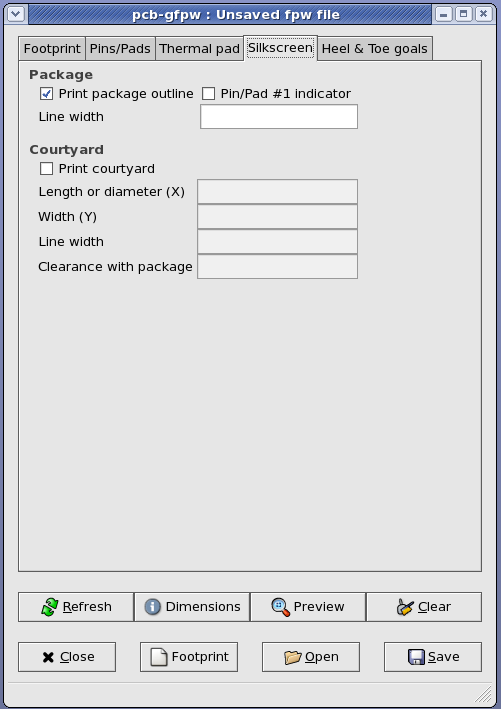 pcb-gfpw : Unsaved fpw file
Footprint Pins/Pads Thermal pad Silkscreen Heel & Toe goals
Package
Print package outline Pin/Pad #1 indicator
Line width
Courtyard
Print courtyard
Length or diameter (X)
Width (Y)
Line width
Clearance with package
Refresh Dimensions Preview Clear
Close Footprint Open Save